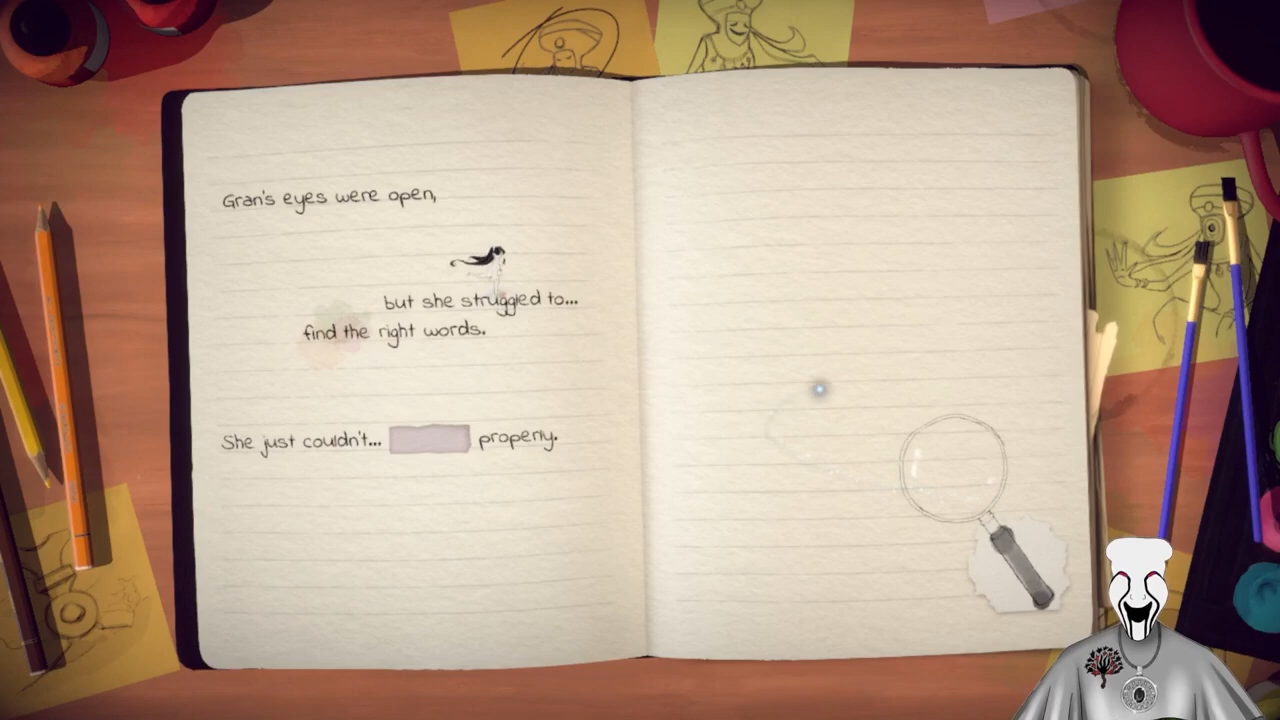 Gran's eyes were open,
but she struggled to...
find the right words.
She just couldn't... properly.